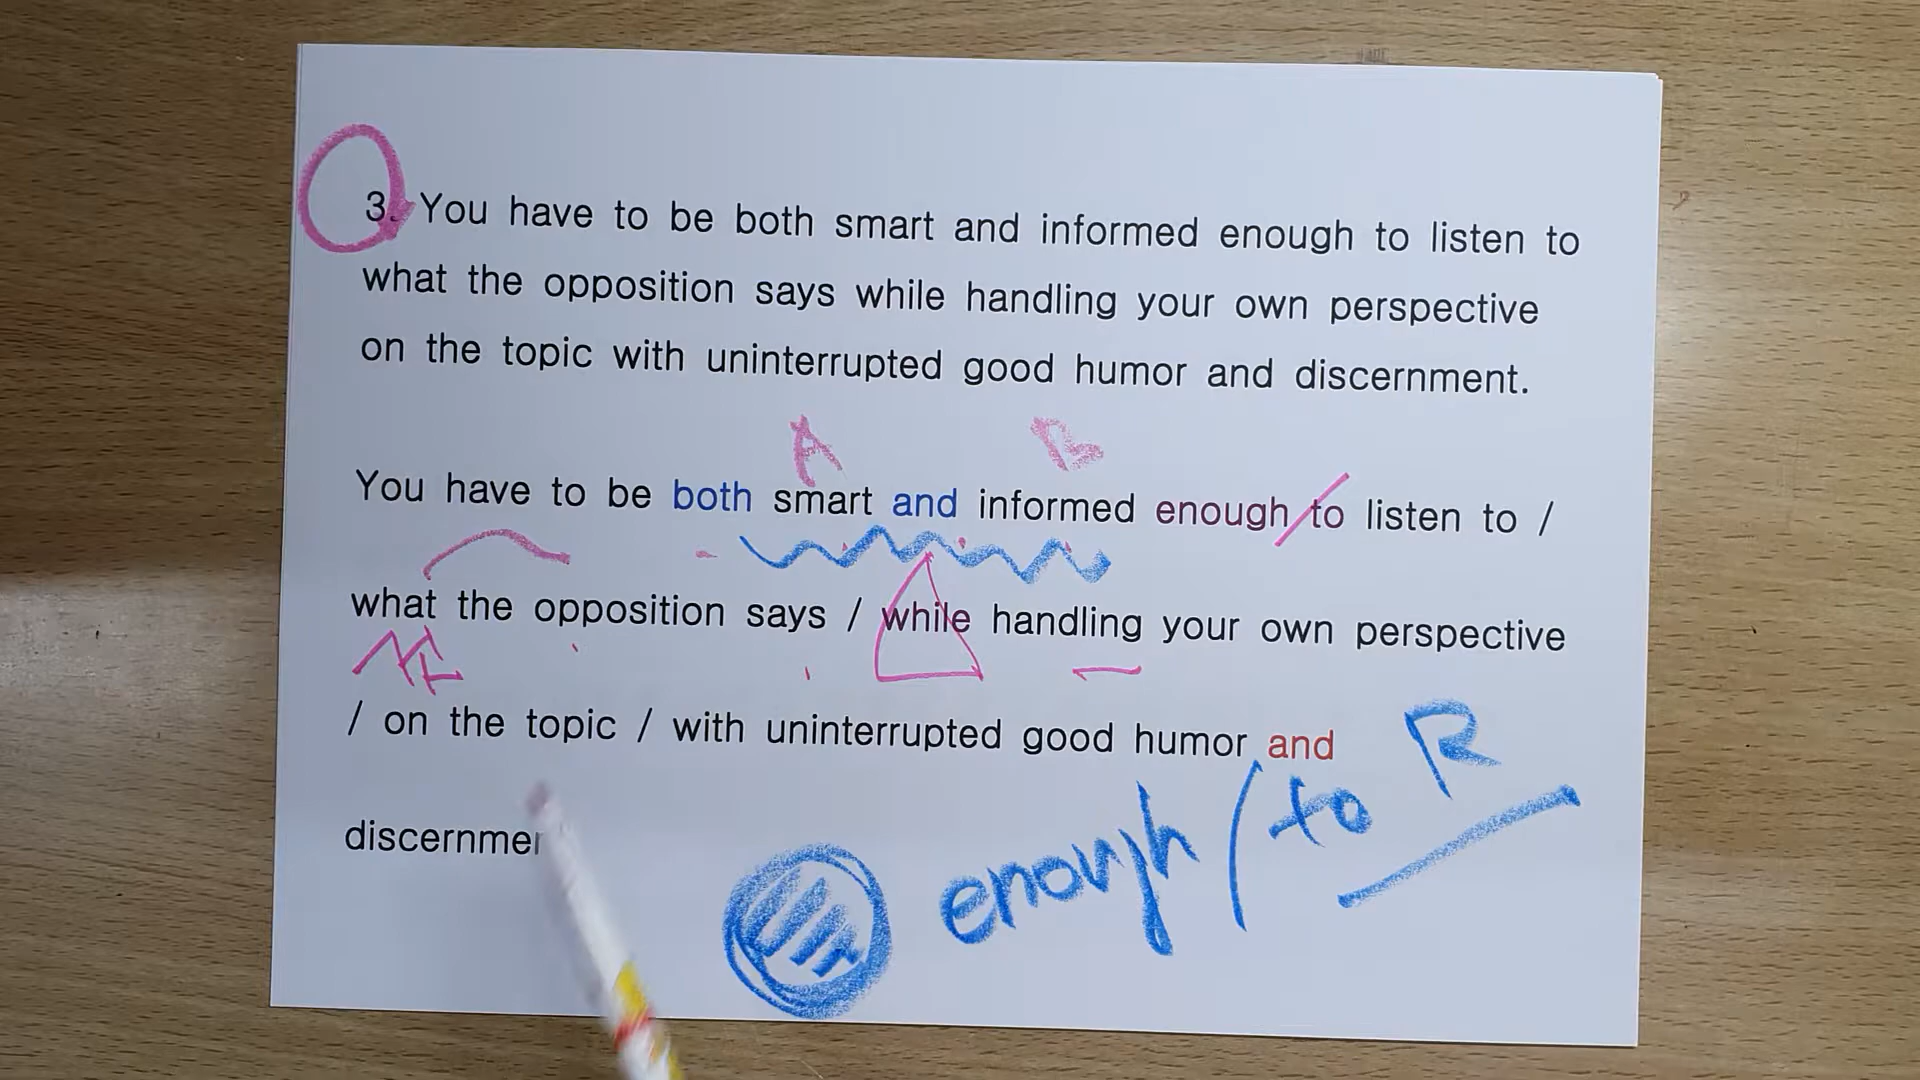 3. You have to be both smart and informed enough to listen to
what the opposition says while handling your own perspective
on the topic with uninterrupted good humor and discernment.
A B
You have to be both smart and informed enough to listen to /
what the opposition says / while handling your own perspective
/ on the topic / with uninterrupted good humor and
discernmen
enough / to R